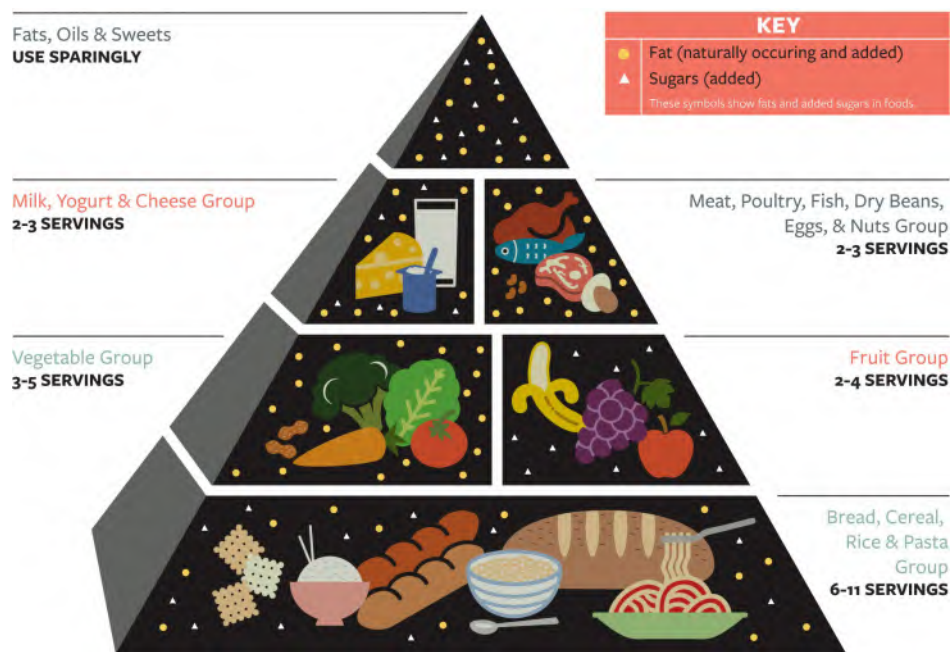 Fats, Oils & Sweets
USE SPARINGLY
KEY
Fat (naturally occuring and added)
Sugars (added)
These symbols show fats and added sugars in foods.
Milk, Yogurt & Cheese Group
2-3 SERVINGS
Meat, Poultry, Fish, Dry Beans,
Eggs, & Nuts Group
2-3 SERVINGS
Vegetable Group
3-5 SERVINGS
Fruit Group
2-4 SERVINGS
Bread, Cereal,
Rice & Pasta
Group
6-11 SERVINGS